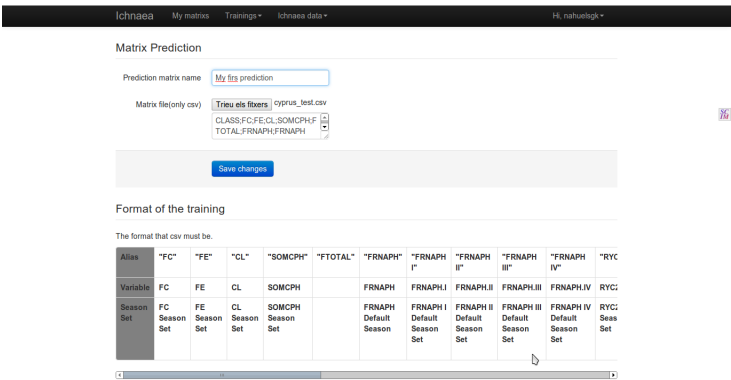 Ichnaea My matrixs Trainings Ichnaea data Hi, nahuelsgk
Matrix Prediction
Prediction matrix name My firs prediction
Matrix file(only csv) Trieu els fitxers cyprus_test.csv
CLASS;FC;FE;CL;SOMCPH;F
TOTAL;FRNAPH;FRNAPH
Save changes
Format of the training
The format that csv must be.
Alias "FC" "FE" "CL" "SOMCPH" "FTOTAL" "FRNAPH" "FRNAPH "FRNAPH "FRNAPH "FRNAPH "RYC
I" II" III" IV"
Variable FC FE CL SOMCPH FRNAPH FRNAPH.I FRNAPH.II FRNAPH.III FRNAPH.IV RYC2
Season FC FE CL SOMCPH FRNAPH FRNAPH I FRNAPH II FRNAPH III FRNAPH IV RYC2
Set Season Season Season Season Default Default Default Default Default Seas
Set Set Set Set Season Season Season Season Season Set
Set Set Set Set